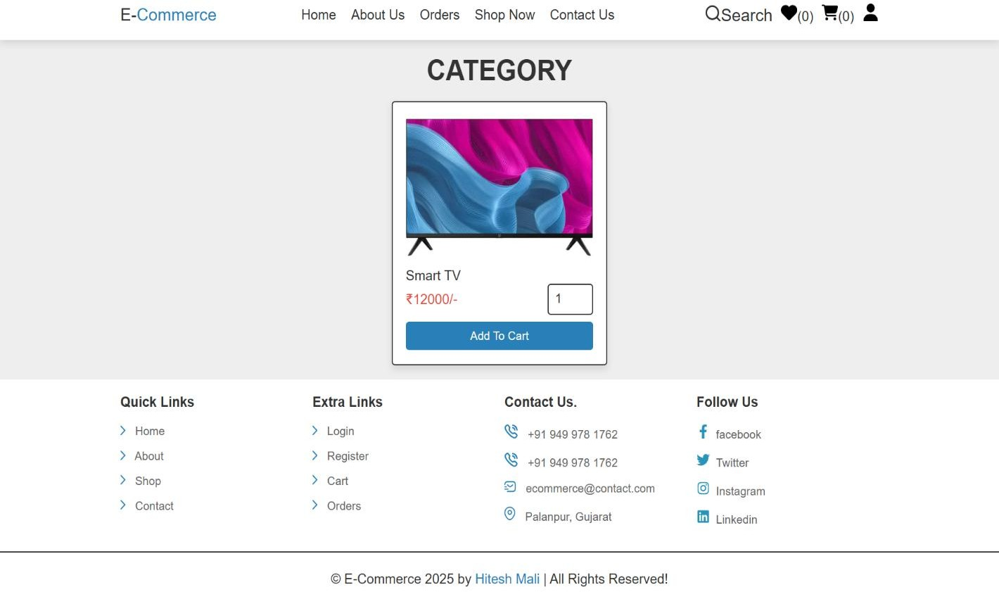 E-Commerce Home About Us Orders Shop Now Contact Us Search (0) (0)
CATEGORY
Smart TV
₹12000/- 1
Add To Cart
Quick Links
Home
About
Shop
Contact
Extra Links
Login
Register
Cart
Orders
Contact Us.
+91 949 978 1762
+91 949 978 1762
ecommerce@contact.com
Palanpur, Gujarat
Follow Us
facebook
Twitter
Instagram
Linkedin
© E-Commerce 2025 by Hitesh Mali | All Rights Reserved!